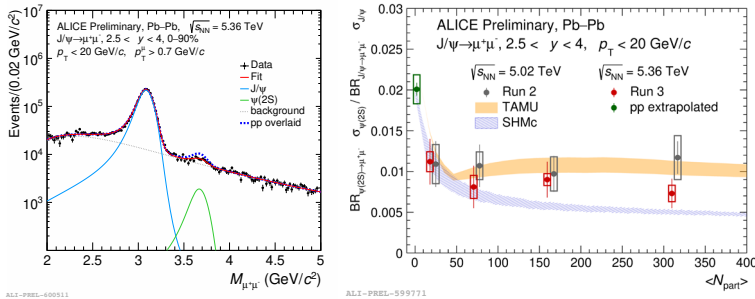 ALICE Preliminary, Pb-Pb √sNN = 5.36 TeV
J/ψ→μ+μ-, 2.5 < y < 4, 0–90%
pT < 20 GeV/c, pTμ > 0.7 GeV/c
Data
Fit
J/ψ
ψ(2S)
background
pp overlaid
Events//(0.02 GeV/c²)
10⁷
10⁶
10⁵
10⁴
10³
2 2.5 3 3.5 4 4.5 5
Mμ+μ- (GeV/c²)
ALI-PREL-600511
ALICE Preliminary, Pb–Pb
J/ψ→μ+μ-, 2.5 < y < 4, pT < 20 GeV/c
√sNN = 5.02 TeV √sNN = 5.36 TeV
Run 2 Run 3
TAMU pp extrapolated
SHMc
BRψ(2S)→μ+μ- σψ(2S) / BRJ/ψ→μ+μ- σJ/ψ
0.03
0.025
0.02
0.015
0.01
0.005
0
0 50 100 150 200 250 300 350 400
<Npart>
ALI-PREL-599771